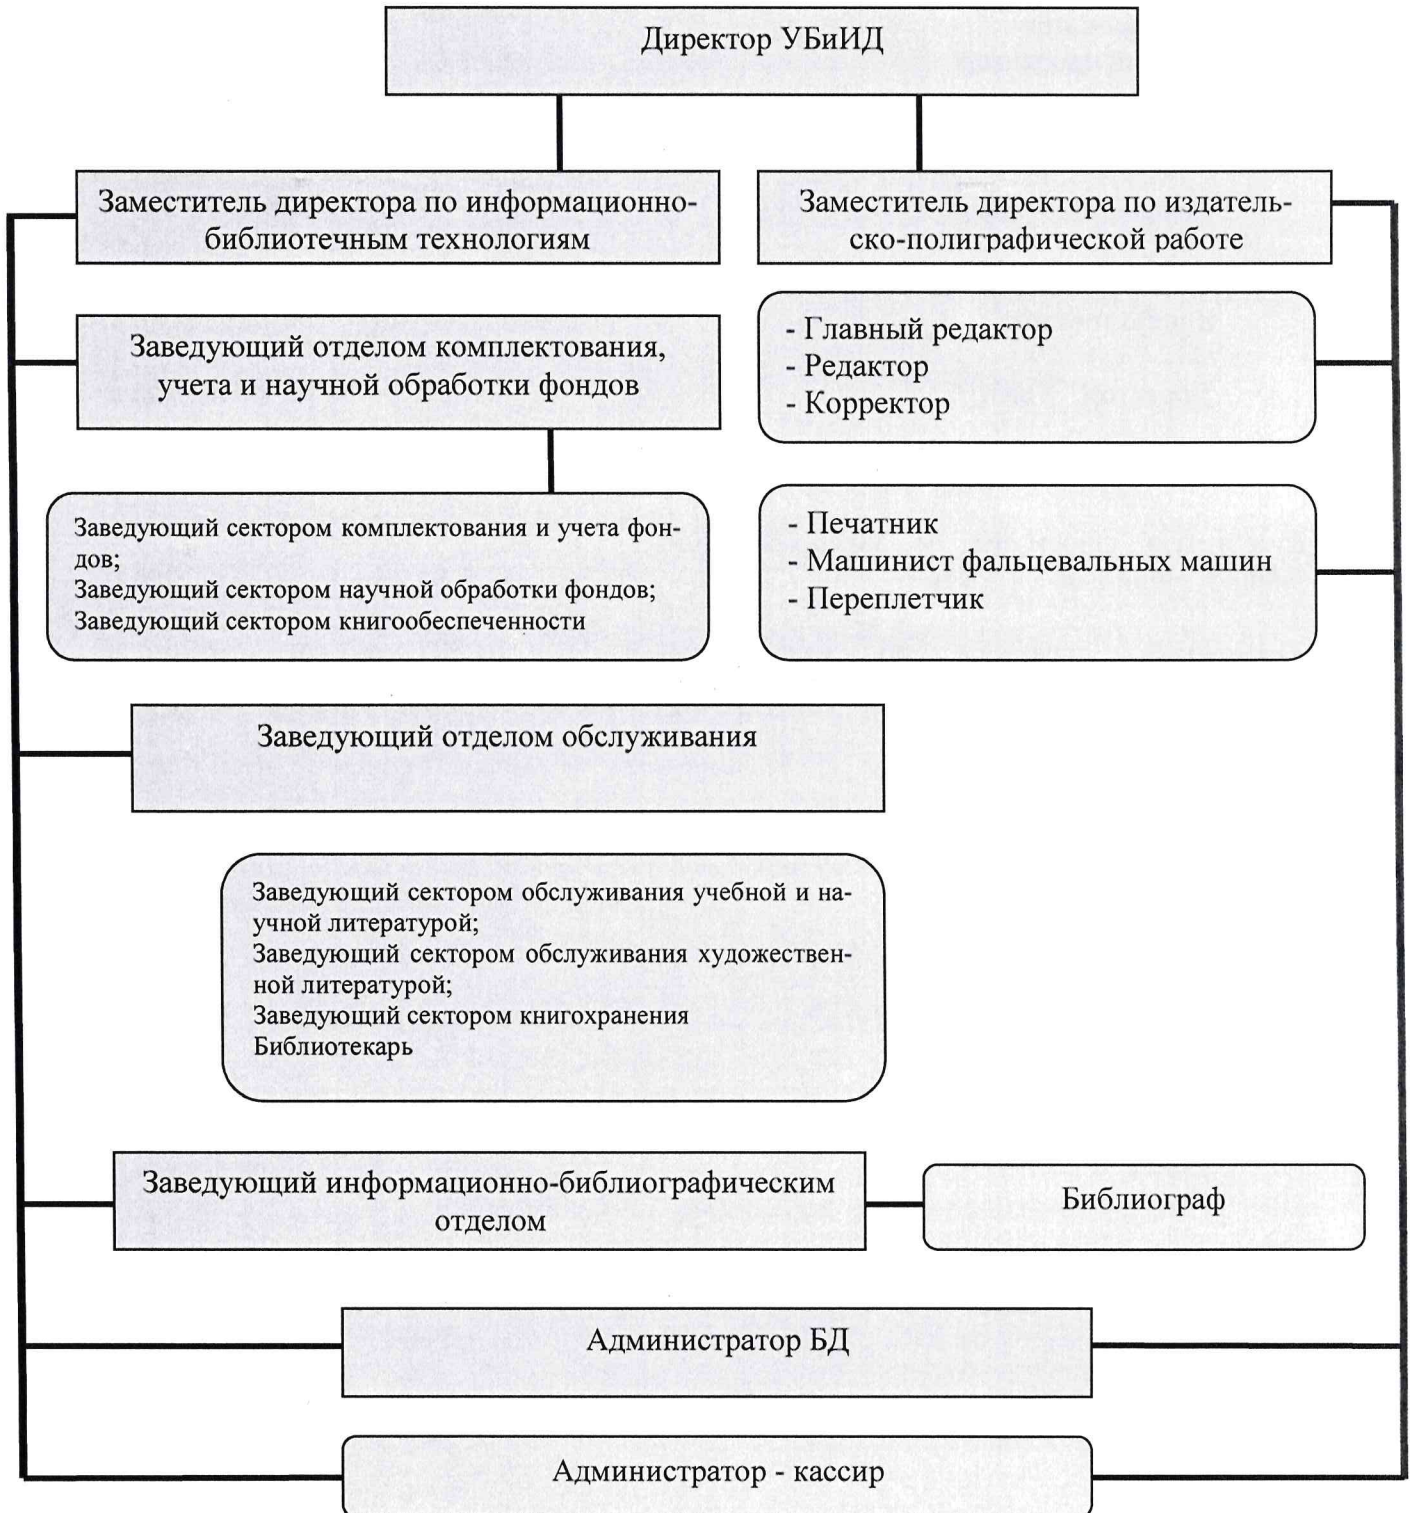 Директор УБиИД
Заместитель директора по информационно-
библиотечным технологиям
Заместитель директора по издатель-
ско-полиграфической работе
Заведующий отделом комплектования,
учета и научной обработки фондов
- Главный редактор
- Редактор
- Корректор
Заведующий сектором комплектования и учета фон-
дов;
Заведующий сектором научной обработки фондов;
Заведующий сектором книгообеспеченности
- Печатник
- Машинист фальцевальных машин
- Переплетчик
Заведующий отделом обслуживания
Заведующий сектором обслуживания учебной и на-
учной литературой;
Заведующий сектором обслуживания художествен-
ной литературой;
Заведующий сектором книгохранения
Библиотекарь
Заведующий информационно-библиографическим
отделом
Библиограф
Администратор БД
Администратор - кассир